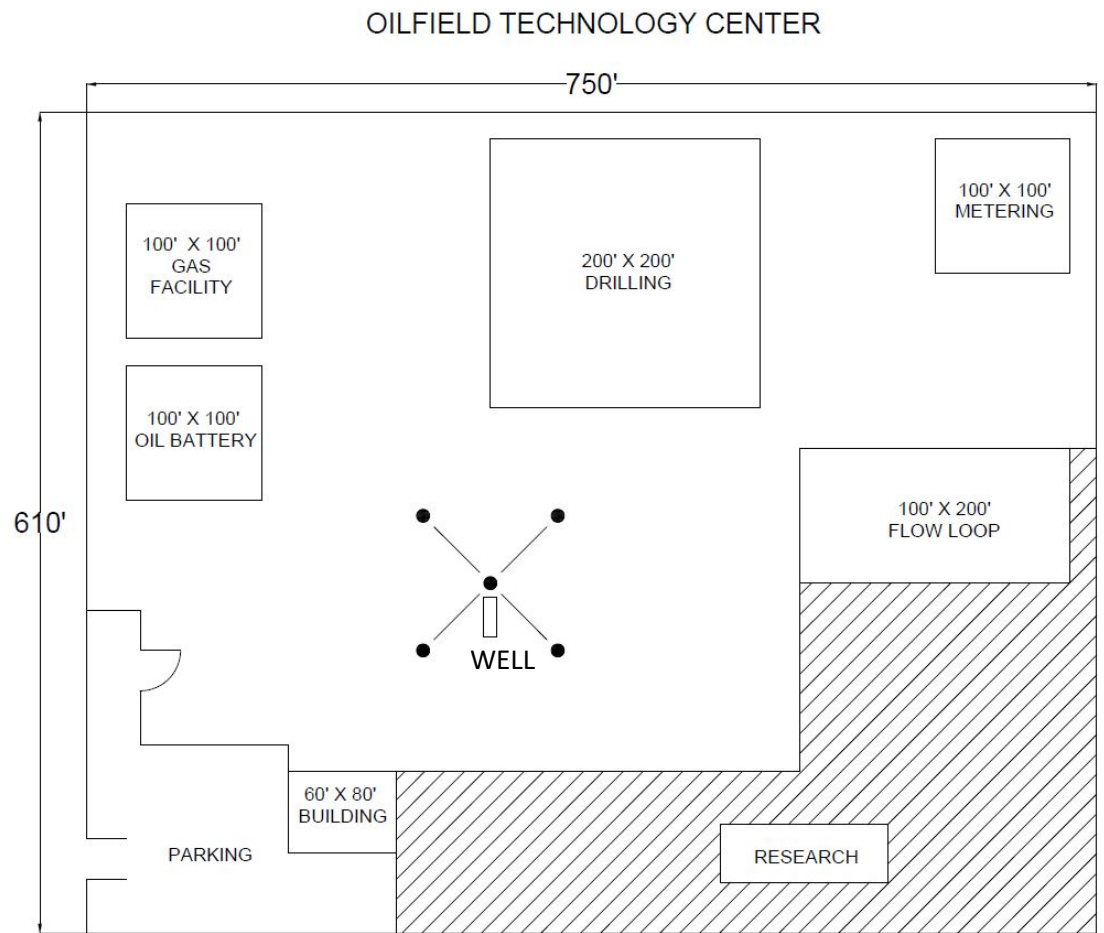 OILFIELD TECHNOLOGY CENTER
750'
100' X 100'
GAS
FACILITY
200' X 200'
DRILLING
100' X 100'
METERING
100' X 100'
OIL BATTERY
610'
100' X 200'
FLOW LOOP
WELL
60' X 80'
BUILDING
PARKING
RESEARCH